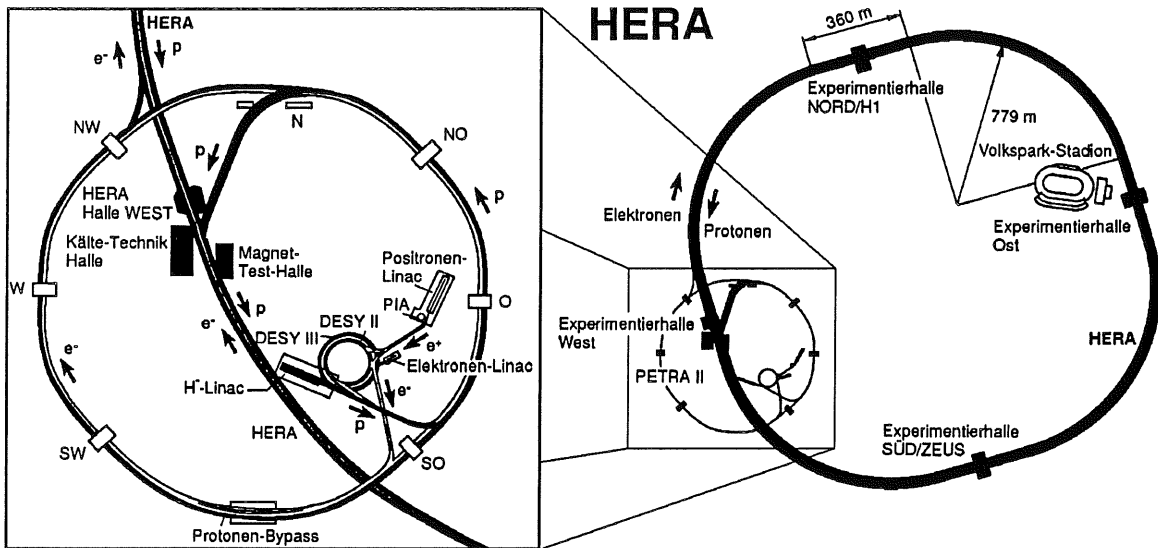 HERA
HERA
360 m
Experimentierhalle
NORD/H1
779 m
Volkspark-Stadion
Experimentierhalle
Ost
Elektronen
Protonen
Experimentierhalle
West
PETRA II
HERA
Experimentierhalle
SÜD/ZEUS
e-
p
NW
N
NO
p
p
HERA
Halle WEST
Kälte-Technik
Halle
Magnet-
Test-Halle
Positronen-
Linac
PIA
W
O
p
DESY II
DESY III
e-
e+
Elektronen-Linac
H-Linac
e-
e-
p
HERA
SW
SO
Protonen-Bypass